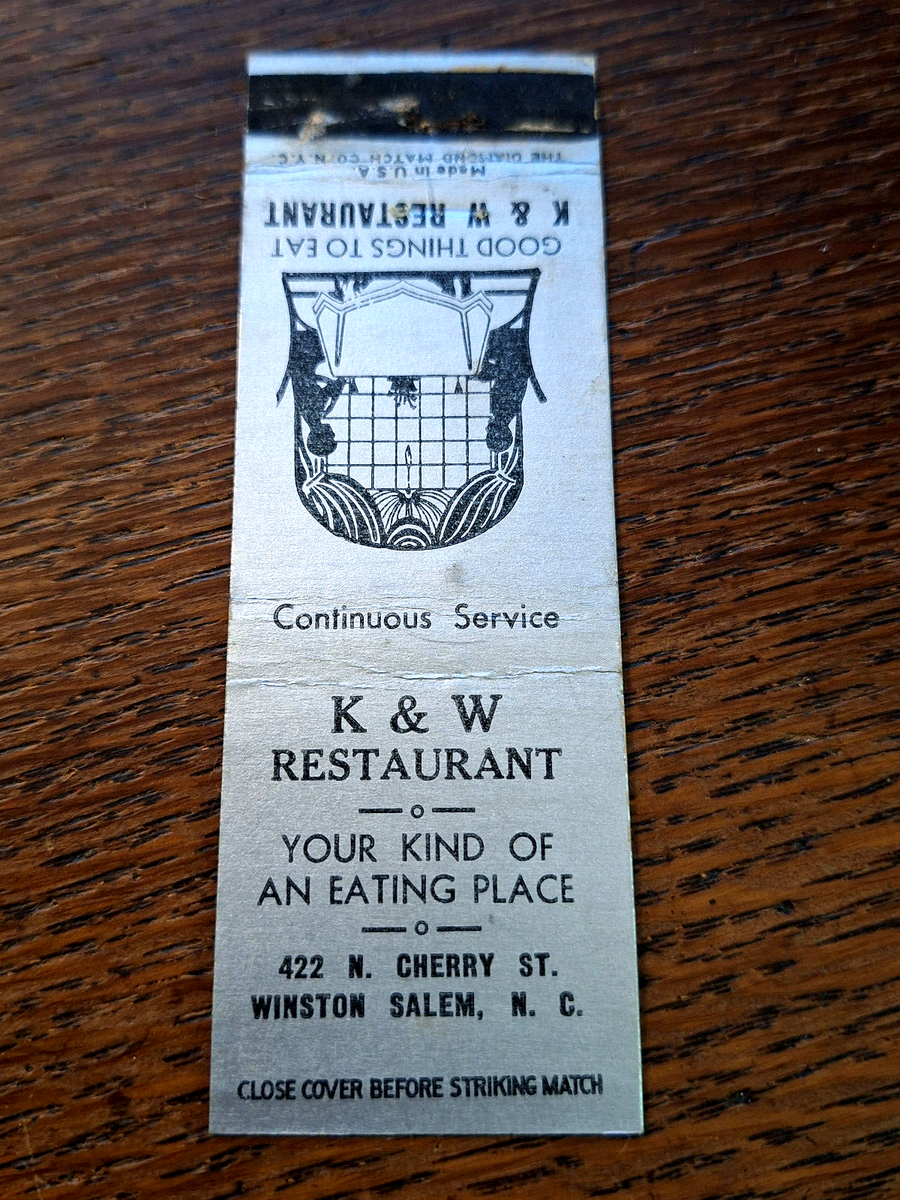 THE DIAMOND MATCH CO. N.Y.C.
Made in U.S.A.
K & W RESTAURANT
GOOD THINGS TO EAT
Continuous Service
K & W
RESTAURANT
YOUR KIND OF
AN EATING PLACE
422 N. CHERRY ST.
WINSTON SALEM, N. C.
CLOSE COVER BEFORE STRIKING MATCH